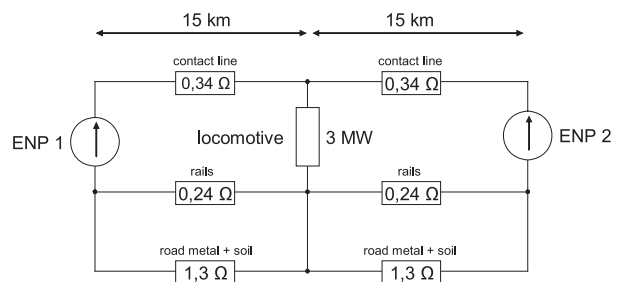 15 km 15 km
contact line contact line
0,34 Ω 0,34 Ω
ENP 1 locomotive 3 MW ENP 2
rails rails
0,24 Ω 0,24 Ω
road metal + soil road metal + soil
1,3 Ω 1,3 Ω